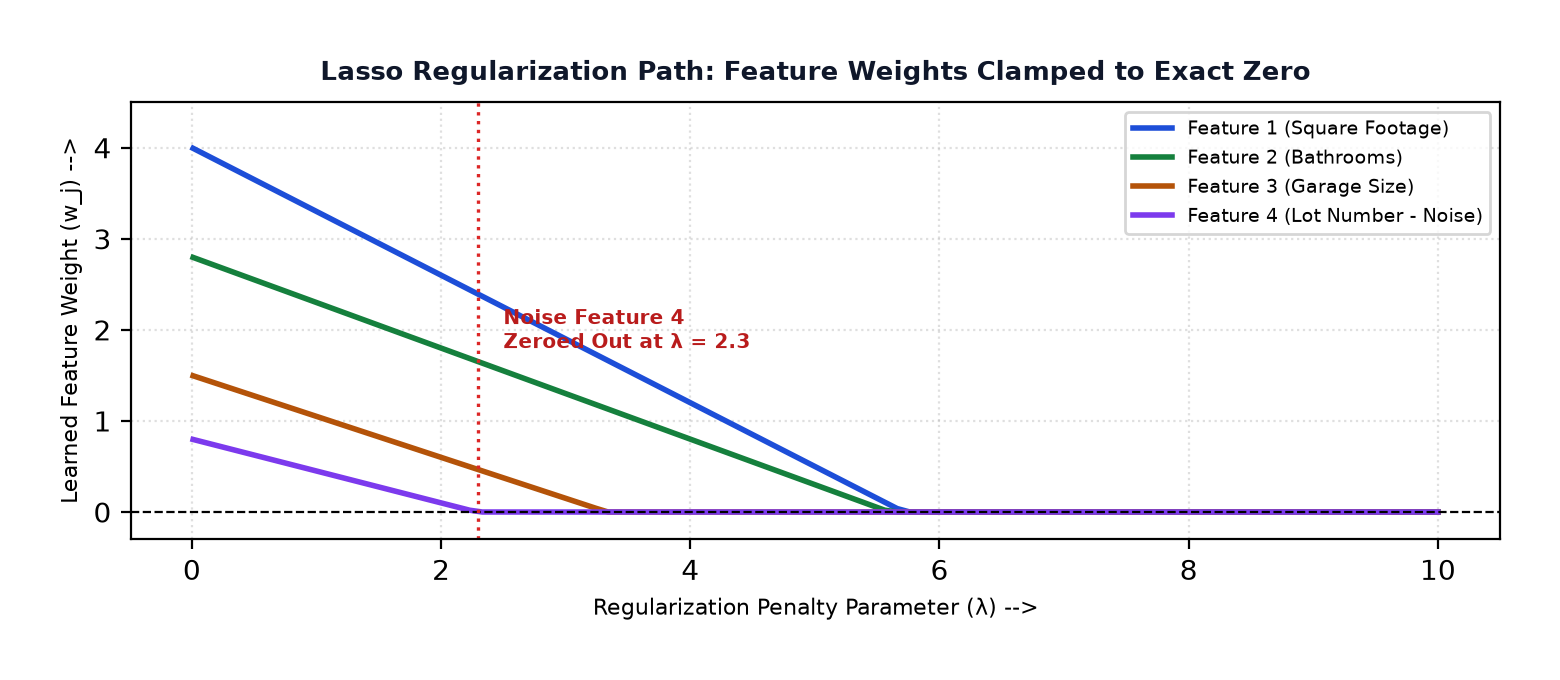 Lasso Regularization Path: Feature Weights Clamped to Exact Zero
Learned Feature Weight (w_j) -->
4
3
2
1
0
Feature 1 (Square Footage)
Feature 2 (Bathrooms)
Feature 3 (Garage Size)
Feature 4 (Lot Number - Noise)
Noise Feature 4
Zeroed Out at λ = 2.3
0 2 4 6 8 10
Regularization Penalty Parameter (λ) -->